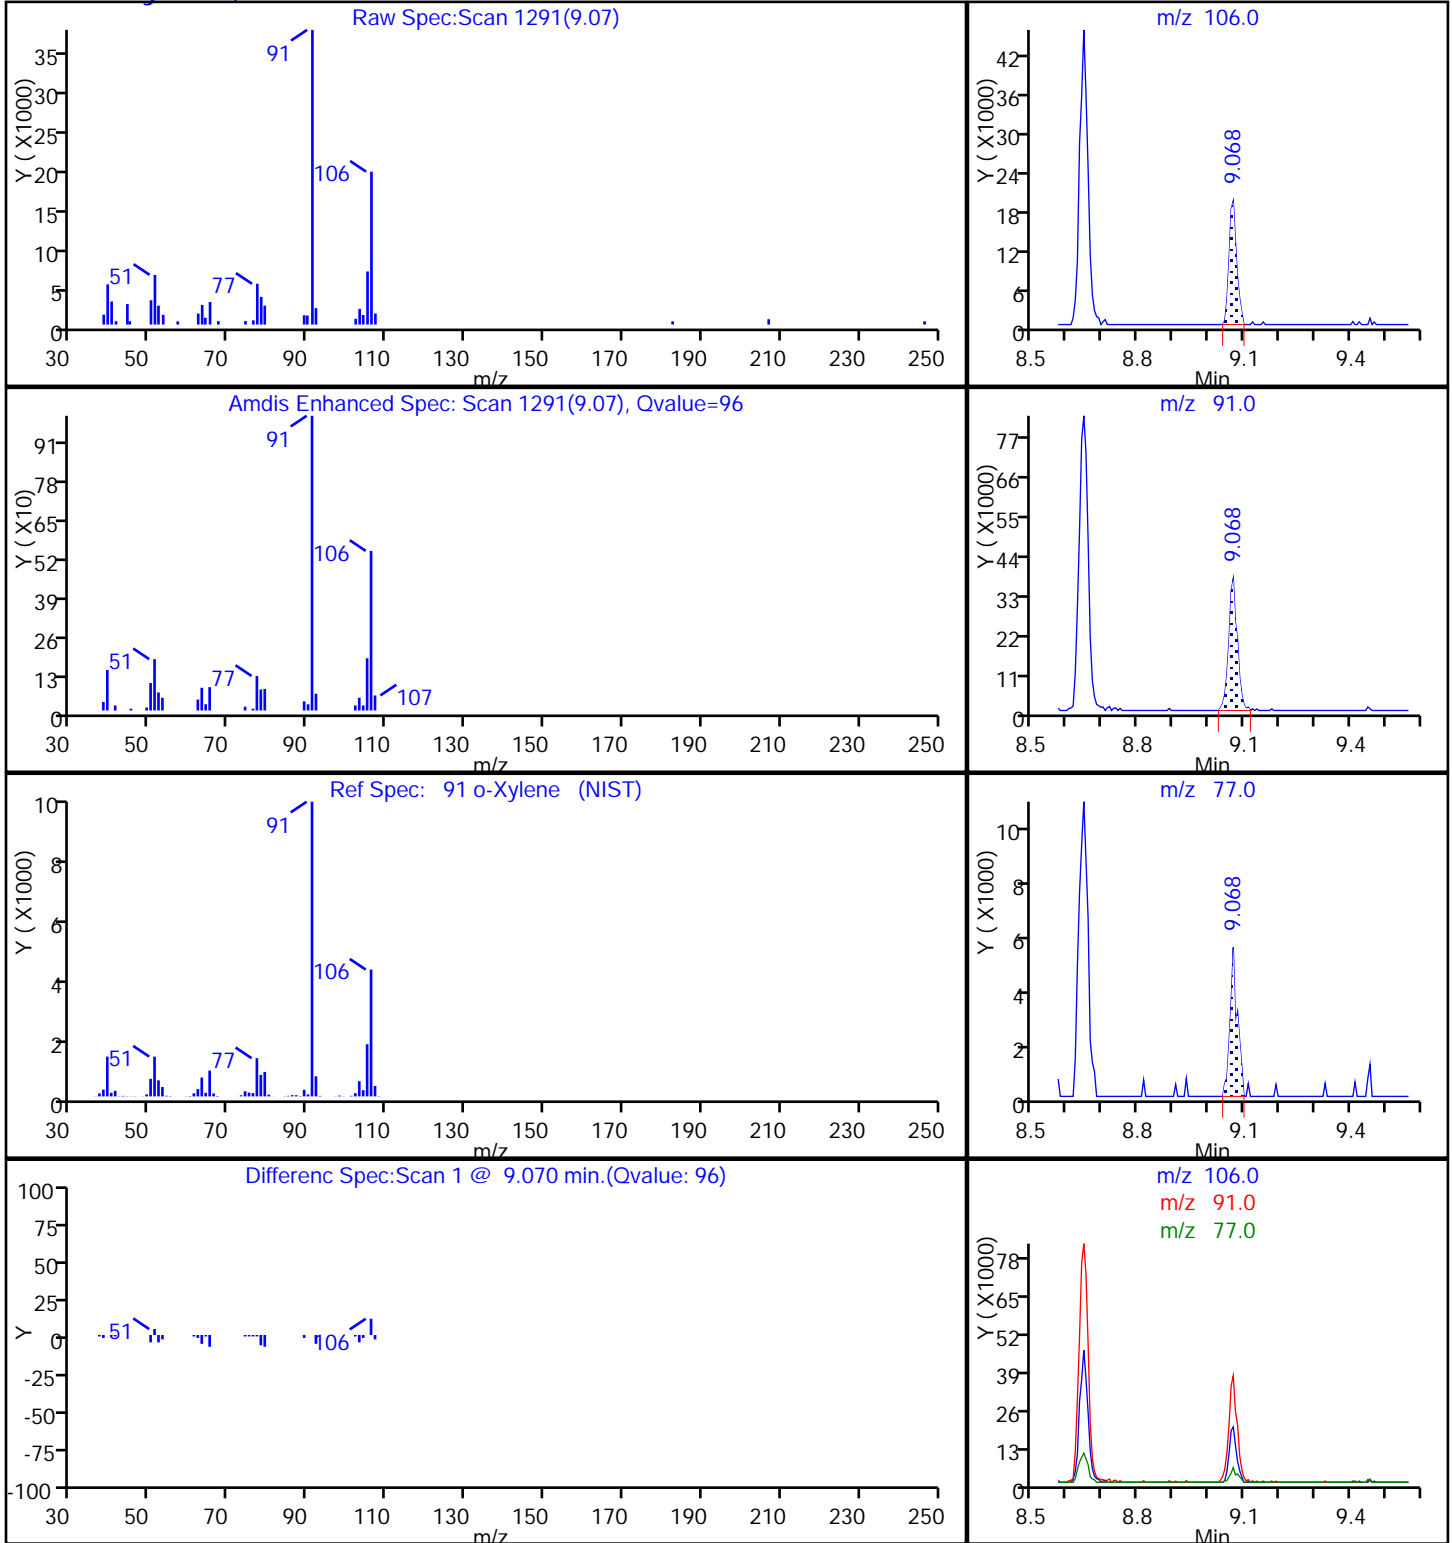 Raw Spec:Scan 1291(9.07)
Y ( X1000)
35
30
25
20
15
10
5
0
91
106
51
77
30 50 70 90 110 130 150 170 190 210 230 250
m/z
m/z 106.0
Y ( X1000)
42
36
30
24
18
12
6
0
9.068
8.5 8.8 9.1 9.4
Min
Amdis Enhanced Spec: Scan 1291(9.07), Qvalue=96
Y ( X10)
91
78
65
52
39
26
13
0
91
106
51
77
107
30 50 70 90 110 130 150 170 190 210 230 250
m/z
m/z 91.0
Y ( X1000)
77
66
55
44
33
22
11
0
9.068
8.5 8.8 9.1 9.4
Min
Ref Spec: 91 o-Xylene (NIST)
Y ( X1000)
10
8
6
4
2
0
91
106
51
77
30 50 70 90 110 130 150 170 190 210 230 250
m/z
m/z 77.0
Y ( X1000)
10
8
6
4
2
0
9.068
8.5 8.8 9.1 9.4
Min
Differenc Spec:Scan 1 @ 9.070 min.(Qvalue: 96)
Y
100
75
50
25
0
-25
-50
-75
-100
51
106
30 50 70 90 110 130 150 170 190 210 230 250
m/z
m/z 106.0
m/z 91.0
m/z 77.0
Y ( X1000)
78
65
52
39
26
13
0
8.5 8.8 9.1 9.4
Min